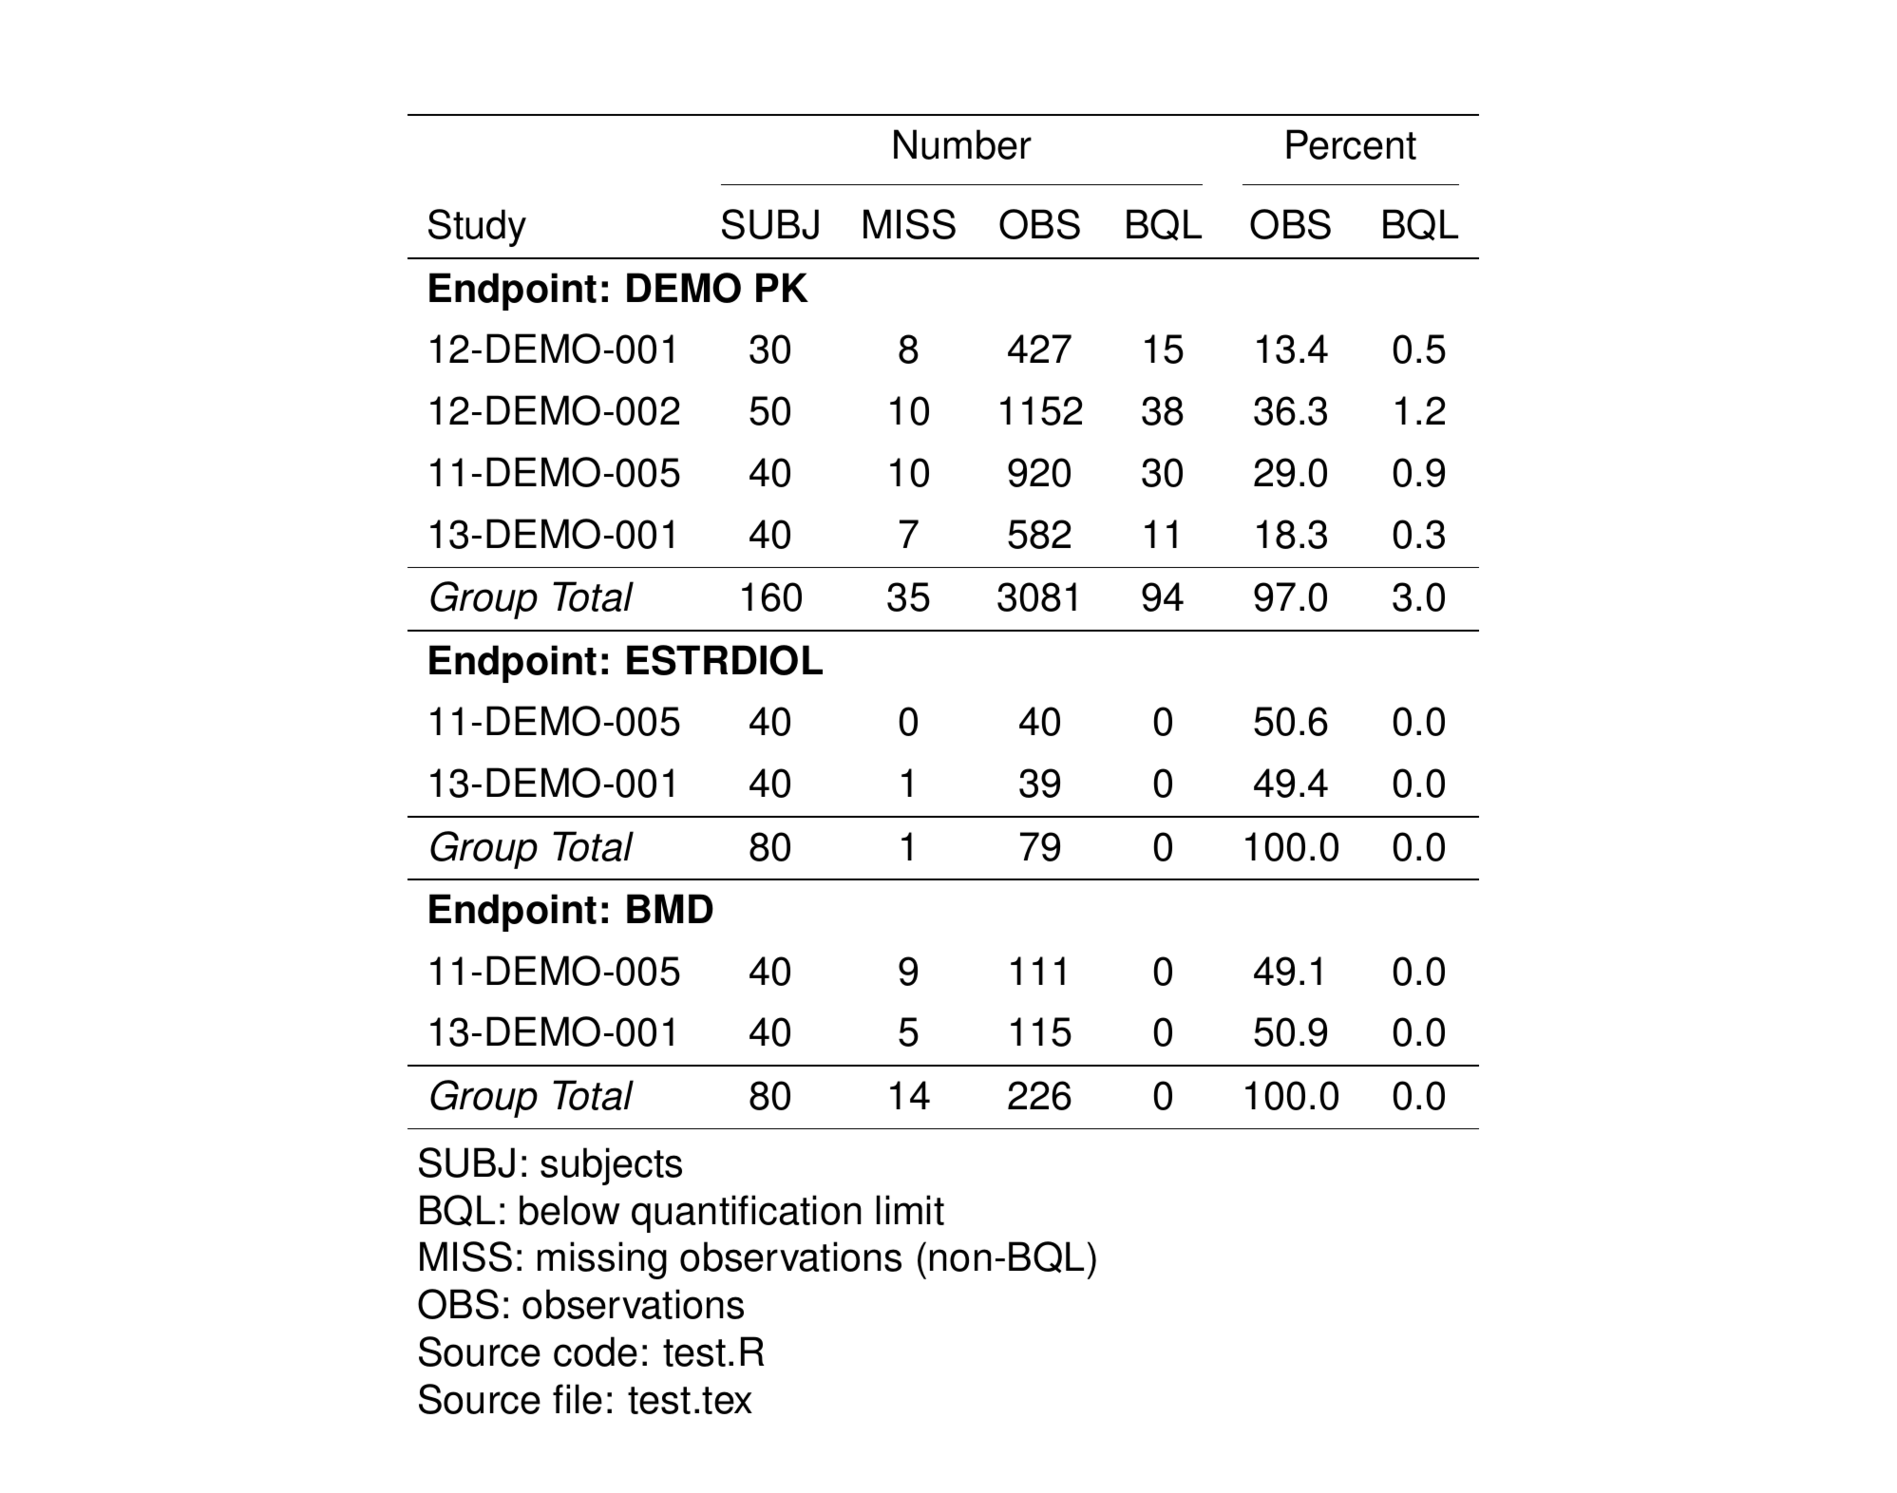 Number Percent
Study SUBJ MISS OBS BQL OBS BQL
Endpoint: DEMO PK
12-DEMO-001 30 8 427 15 13.4 0.5
12-DEMO-002 50 10 1152 38 36.3 1.2
11-DEMO-005 40 10 920 30 29.0 0.9
13-DEMO-001 40 7 582 11 18.3 0.3
Group Total 160 35 3081 94 97.0 3.0
Endpoint: ESTRDIOL
11-DEMO-005 40 0 40 0 50.6 0.0
13-DEMO-001 40 1 39 0 49.4 0.0
Group Total 80 1 79 0 100.0 0.0
Endpoint: BMD
11-DEMO-005 40 9 111 0 49.1 0.0
13-DEMO-001 40 5 115 0 50.9 0.0
Group Total 80 14 226 0 100.0 0.0
SUBJ: subjects
BQL: below quantification limit
MISS: missing observations (non-BQL)
OBS: observations
Source code: test.R
Source file: test.tex